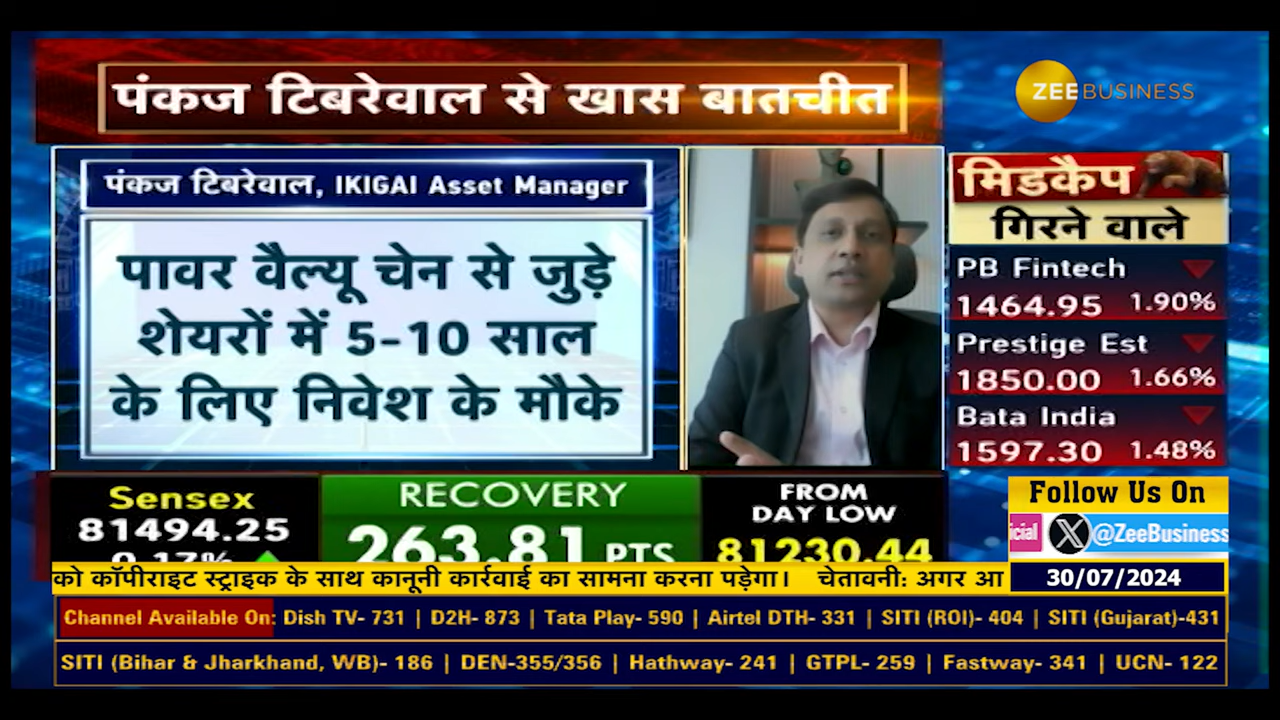 पंकज टिबरेवाल से खास बातचीत
ZEE BUSINESS
पंकज टिबरेवाल, IKIGAI Asset Manager
पावर वैल्यू चेन से जुड़े
शेयरों में 5-10 साल
के लिए निवेश के मौके
मिडकैप
गिरने वाले
PB Fintech
1464.95 1.90%
Prestige Est
1850.00 1.66%
Bata India
1597.30 1.48%
Sensex
81494.25
0.17%
RECOVERY
263.81 PTS
FROM
DAY LOW
81230.44
Follow Us On
icial X @ZeeBusiness
को कॉपीराइट स्ट्राइक के साथ कानूनी कार्रवाई का सामना करना पड़ेगा। चेतावनी: अगर आ
30/07/2024
Channel Available On: Dish TV- 731 | D2H- 873 | Tata Play- 590 | Airtel DTH- 331 | SITI (ROI)- 404 | SITI (Gujarat)-431
SITI (Bihar & Jharkhand, WB)- 186 | DEN-355/356 | Hathway- 241 | GTPL- 259 | Fastway- 341 | UCN- 122